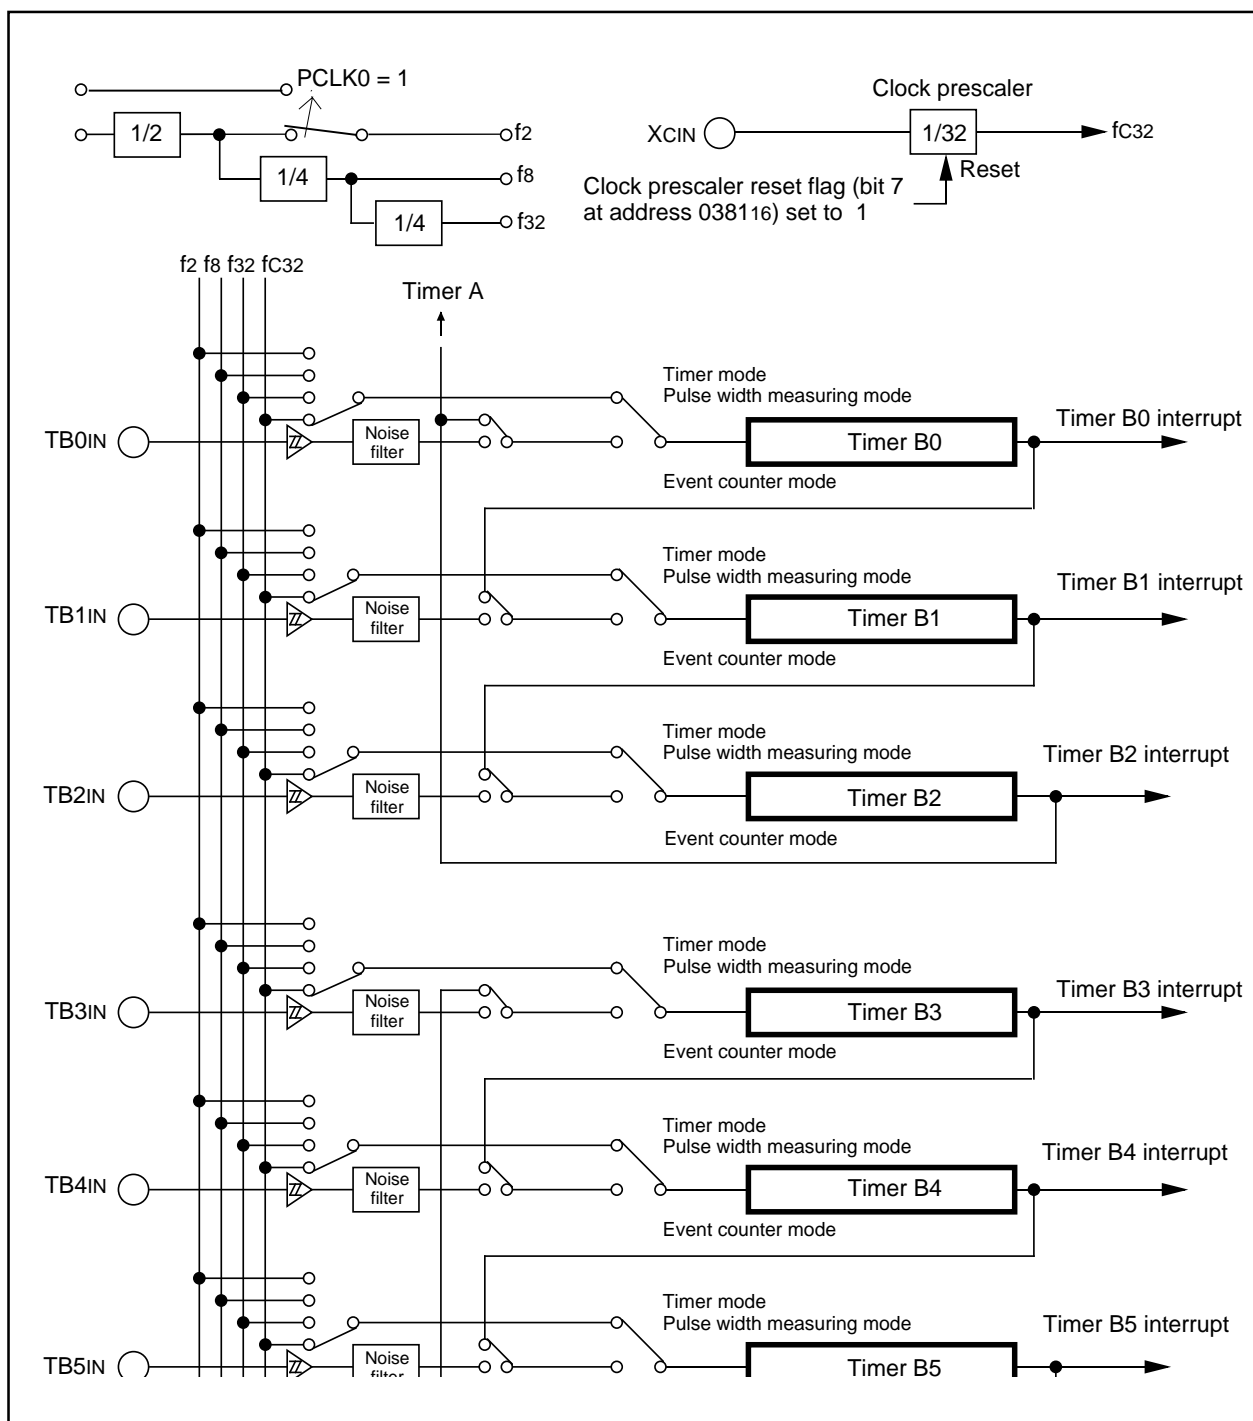 PCLK0 = 1
1/2
f2
1/4
f8
1/4
f32
Clock prescaler
XCIN
1/32
fC32
Reset
Clock prescaler reset flag (bit 7
at address 038116) set to 1
f2 f8 f32 fC32
Timer A
Timer mode
Pulse width measuring mode
TB0IN
Noise
filter
Timer B0
Timer B0 interrupt
Event counter mode
Timer mode
Pulse width measuring mode
TB1IN
Noise
filter
Timer B1
Timer B1 interrupt
Event counter mode
Timer mode
Pulse width measuring mode
TB2IN
Noise
filter
Timer B2
Timer B2 interrupt
Event counter mode
Timer mode
Pulse width measuring mode
TB3IN
Noise
filter
Timer B3
Timer B3 interrupt
Event counter mode
Timer mode
Pulse width measuring mode
TB4IN
Noise
filter
Timer B4
Timer B4 interrupt
Event counter mode
Timer mode
Pulse width measuring mode
TB5IN
Noise
filter
Timer B5
Timer B5 interrupt